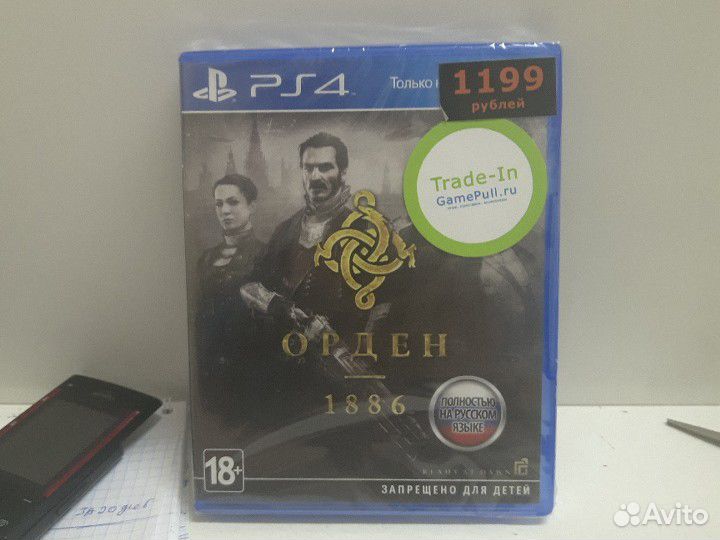 PS4
Только
1199
рублей
Trade-In
GamePull.ru
ОРДЕН
1886
ПОЛНОСТЬЮ
НА РУССКОМ
ЯЗЫКЕ
18+
READY AT DAWN
ЗАПРЕЩЕНО ДЛЯ ДЕТЕЙ
Avito